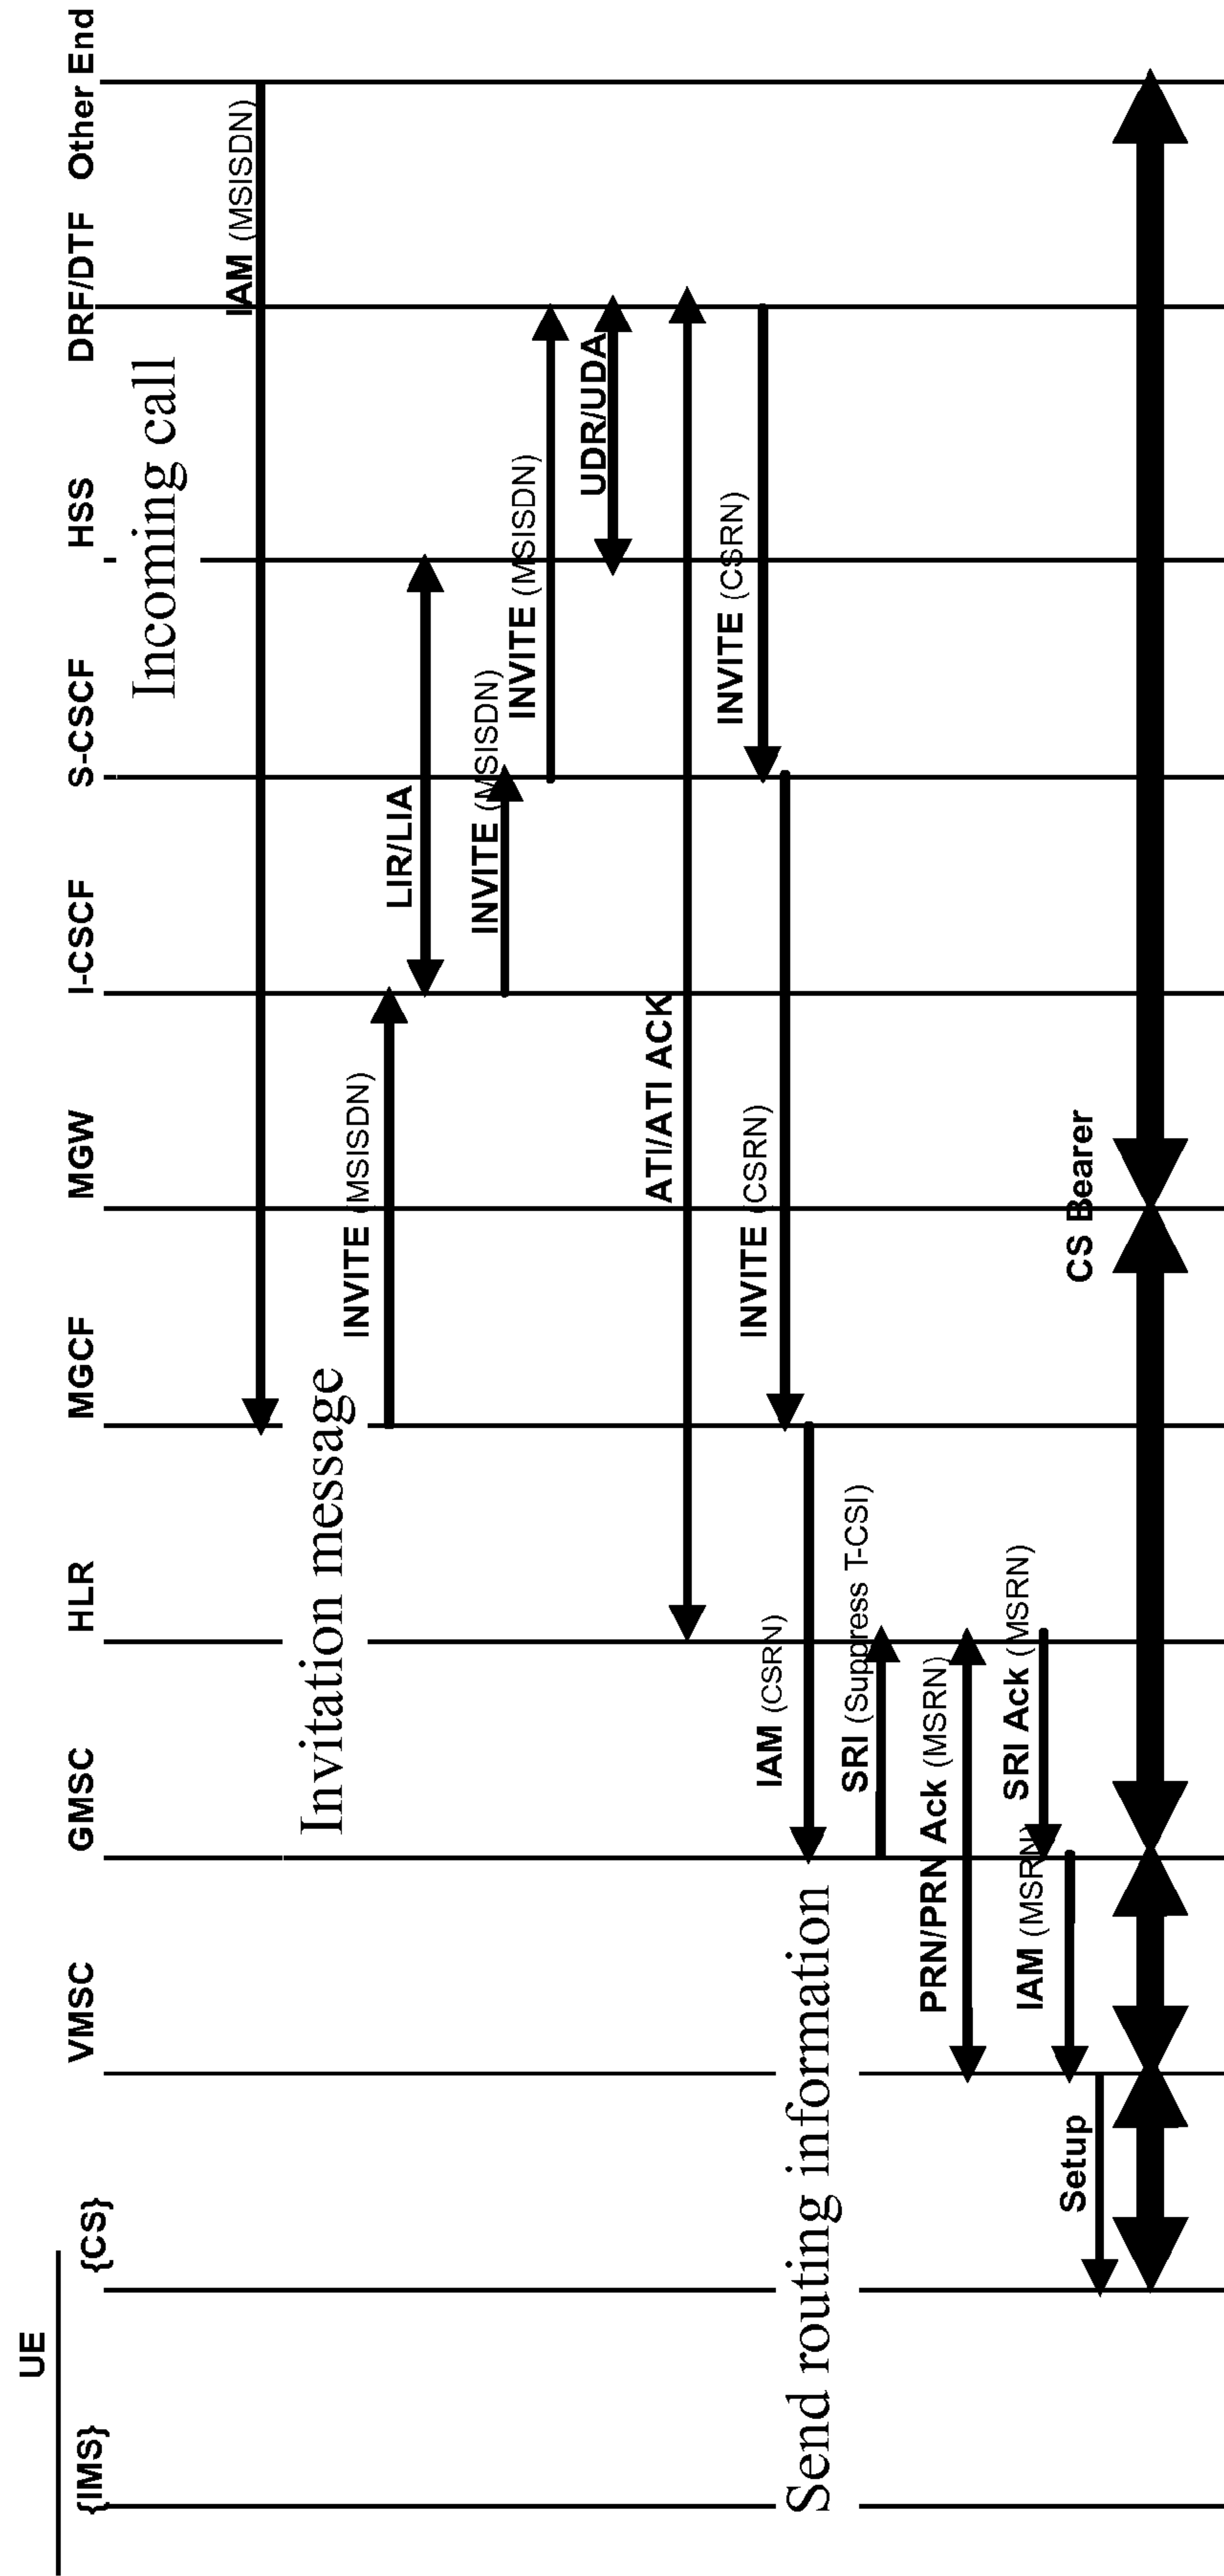 UE
{IMS}
{CS}
VMSC
GMSC
HLR
MGCF
MGW
I-CSCF
S-CSCF
HSS
DRF/DTF
Other End
Incoming call
IAM (MSISDN)
Invitation message
INVITE (MSISDN)
LIR/LIA
INVITE (MSISDN)
INVITE (MSISDN)
UDR/UDA
ATI/ATI ACK
INVITE (CSRN)
INVITE (CSRN)
IAM (CSRN)
Send routing information
SRI (Suppress T-CSI)
PRN/PRN Ack (MSRN)
SRI Ack (MSRN)
IAM (MSRN)
Setup
CS Bearer